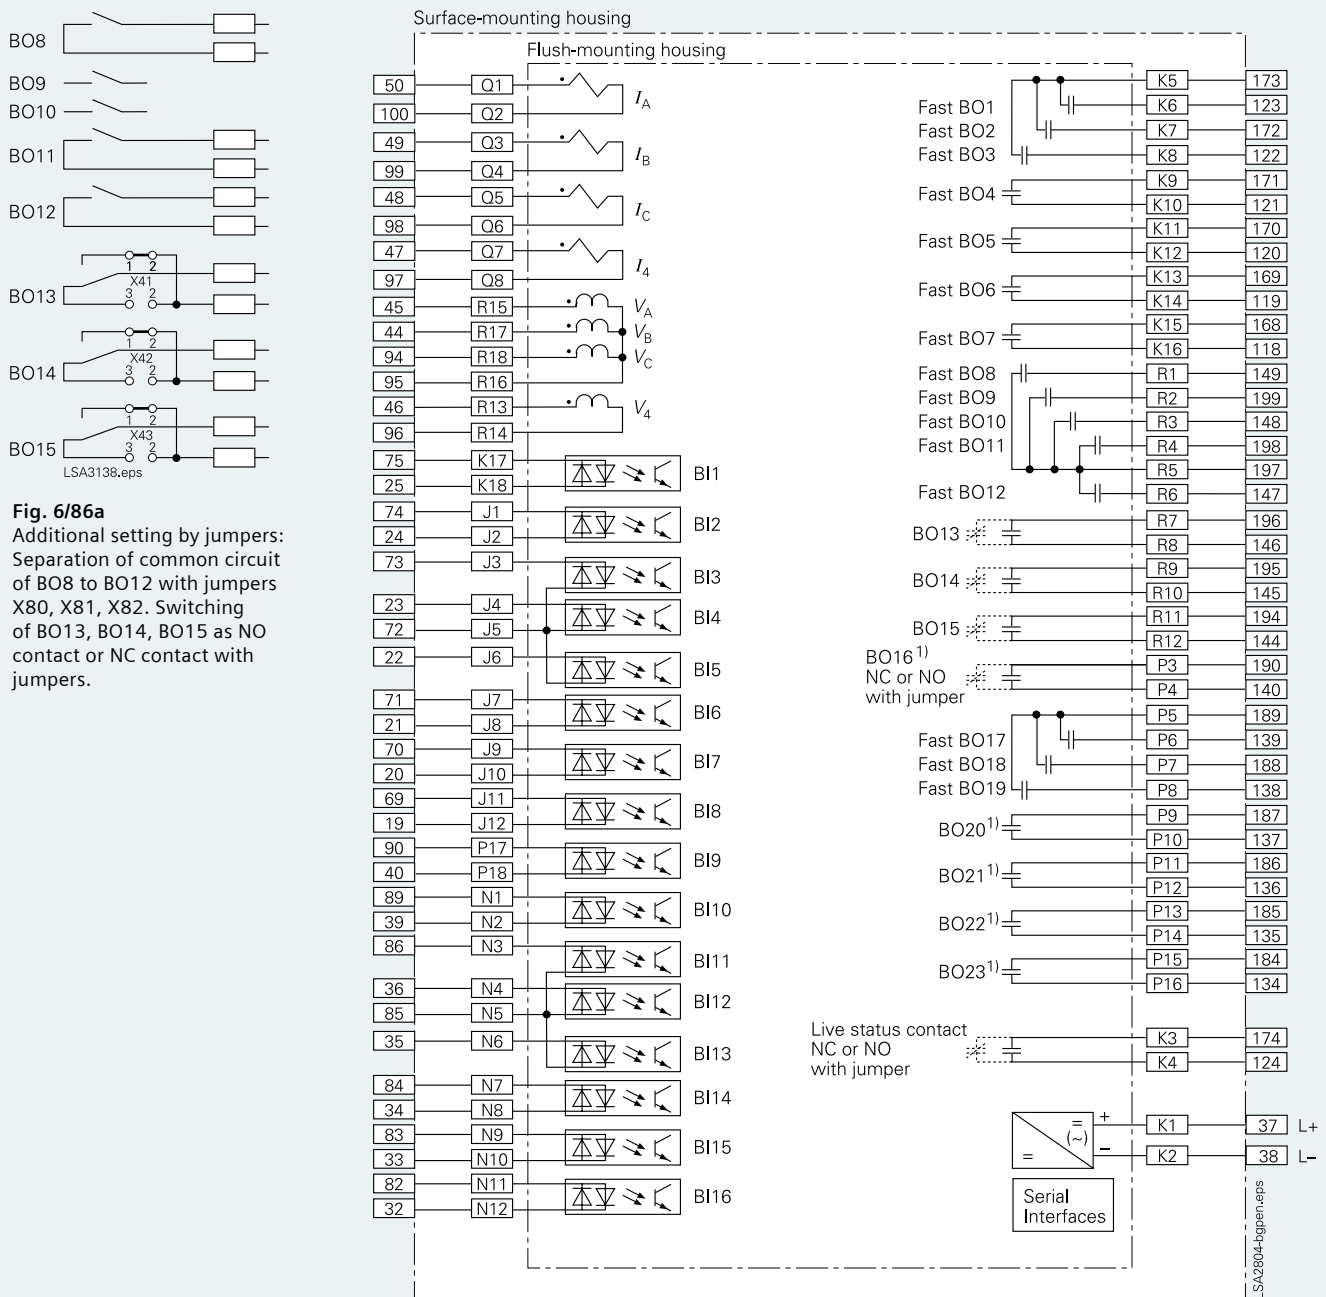 BO8
BO9
BO10
BO11
BO12
BO13
1 2
X41
3 2
BO14
1 2
X42
3 2
BO15
1 2
X43
3 2
LSA3138.eps
Fig. 6/86a
Additional setting by jumpers:
Separation of common circuit
of BO8 to BO12 with jumpers
X80, X81, X82. Switching
of BO13, BO14, BO15 as NO
contact or NC contact with
jumpers.
Surface-mounting housing
Flush-mounting housing
50 Q1
IA
100 Q2
49 Q3
IB
99 Q4
48 Q5
IC
98 Q6
47 Q7
I4
97 Q8
45 R15 VA
44 R17 VB
94 R18 VC
95 R16
46 R13 V4
96 R14
75 K17
BI1
25 K18
74 J1
BI2
24 J2
73 J3
BI3
23 J4
BI4
72 J5
22 J6
BI5
71 J7
BI6
21 J8
70 J9
BI7
20 J10
69 J11
BI8
19 J12
90 P17
BI9
40 P18
89 N1
BI10
39 N2
86 N3
BI11
36 N4
BI12
85 N5
35 N6
BI13
84 N7
BI14
34 N8
83 N9
BI15
33 N10
82 N11
BI16
32 N12
K5 173
Fast BO1 K6 123
Fast BO2 K7 172
Fast BO3 K8 122
K9 171
Fast BO4
K10 121
K11 170
Fast BO5
K12 120
K13 169
Fast BO6
K14 119
K15 168
Fast BO7
K16 118
Fast BO8 R1 149
Fast BO9 R2 199
Fast BO10 R3 148
Fast BO11 R4 198
R5 197
Fast BO12 R6 147
R7 196
BO13
R8 146
R9 195
BO14
R10 145
R11 194
BO15
R12 144
BO16 1) P3 190
NC or NO
with jumper P4 140
P5 189
Fast BO17 P6 139
Fast BO18 P7 188
Fast BO19 P8 138
P9 187
BO20 1)
P10 137
P11 186
BO21 1)
P12 136
P13 185
BO22 1)
P14 135
P15 184
BO23 1)
P16 134
Live status contact K3 174
NC or NO
with jumper K4 124
= (~) = + K1 37 L+
– K2 38 L–
Serial
Interfaces
LSA2804-bgpen.eps